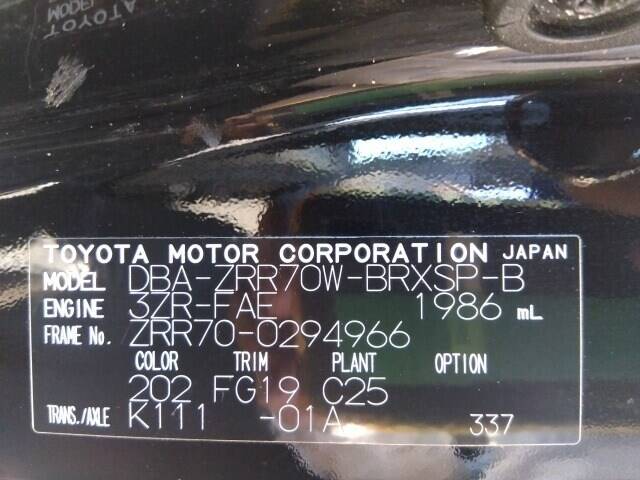 TOYOTA MOTOR CORPORATION JAPAN
MODEL DBA-ZRR70W-BRXSP-B
ENGINE 3ZR-FAE 1986 mL
FRAME No. ZRR70-0294966
COLOR TRIM PLANT OPTION
202 FG19 C25
TRANS./AXLE K111 -01A 337